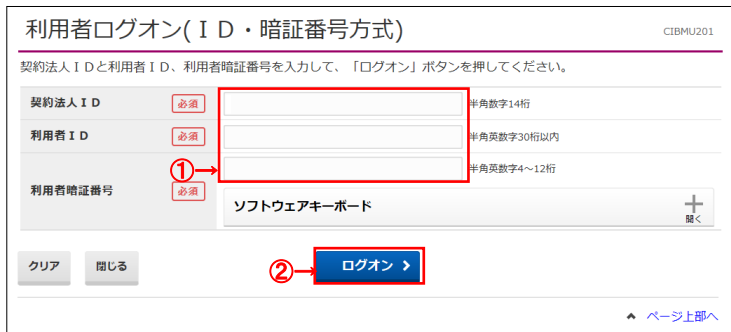 利用者ログオン(ＩＤ・暗証番号方式)
CIBMU201
契約法人ＩＤと利用者ＩＤ、利用者暗証番号を入力して、「ログオン」ボタンを押してください。
契約法人ＩＤ 必須 半角数字14桁
利用者ＩＤ 必須 半角英数字30桁以内
① 半角英数字4～12桁
利用者暗証番号 必須
ソフトウェアキーボード 開く
クリア 閉じる ② ログオン
ページ上部へ